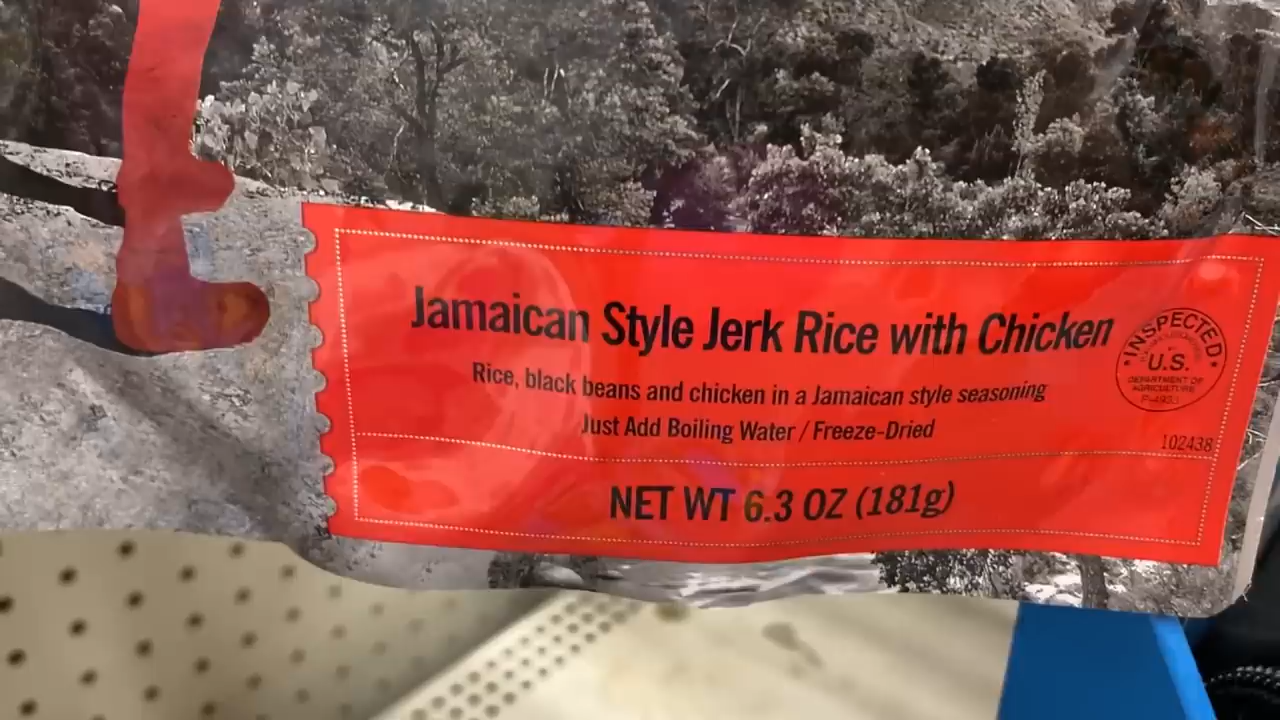 Jamaican Style Jerk Rice with Chicken
Rice, black beans and chicken in a Jamaican style seasoning
Just Add Boiling Water / Freeze-Dried
INSPECTED
U.S.
DEPARTMENT OF
AGRICULTURE
102438
NET WT 6.3 OZ (181g)